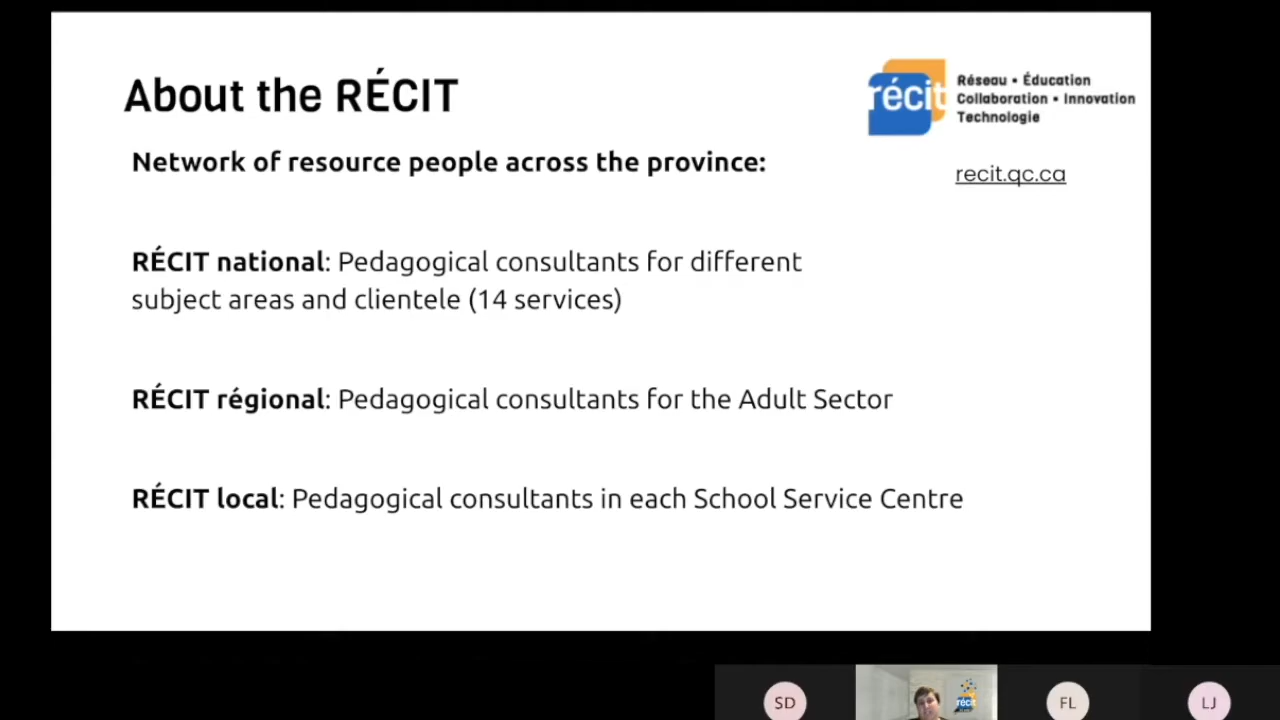 About the RÉCIT
récit
Réseau • Éducation
Collaboration • Innovation
Technologie
Network of resource people across the province:
recit.qc.ca
RÉCIT national: Pedagogical consultants for different
subject areas and clientele (14 services)
RÉCIT régional: Pedagogical consultants for the Adult Sector
RÉCIT local: Pedagogical consultants in each School Service Centre
SD
récit
FL
LJ